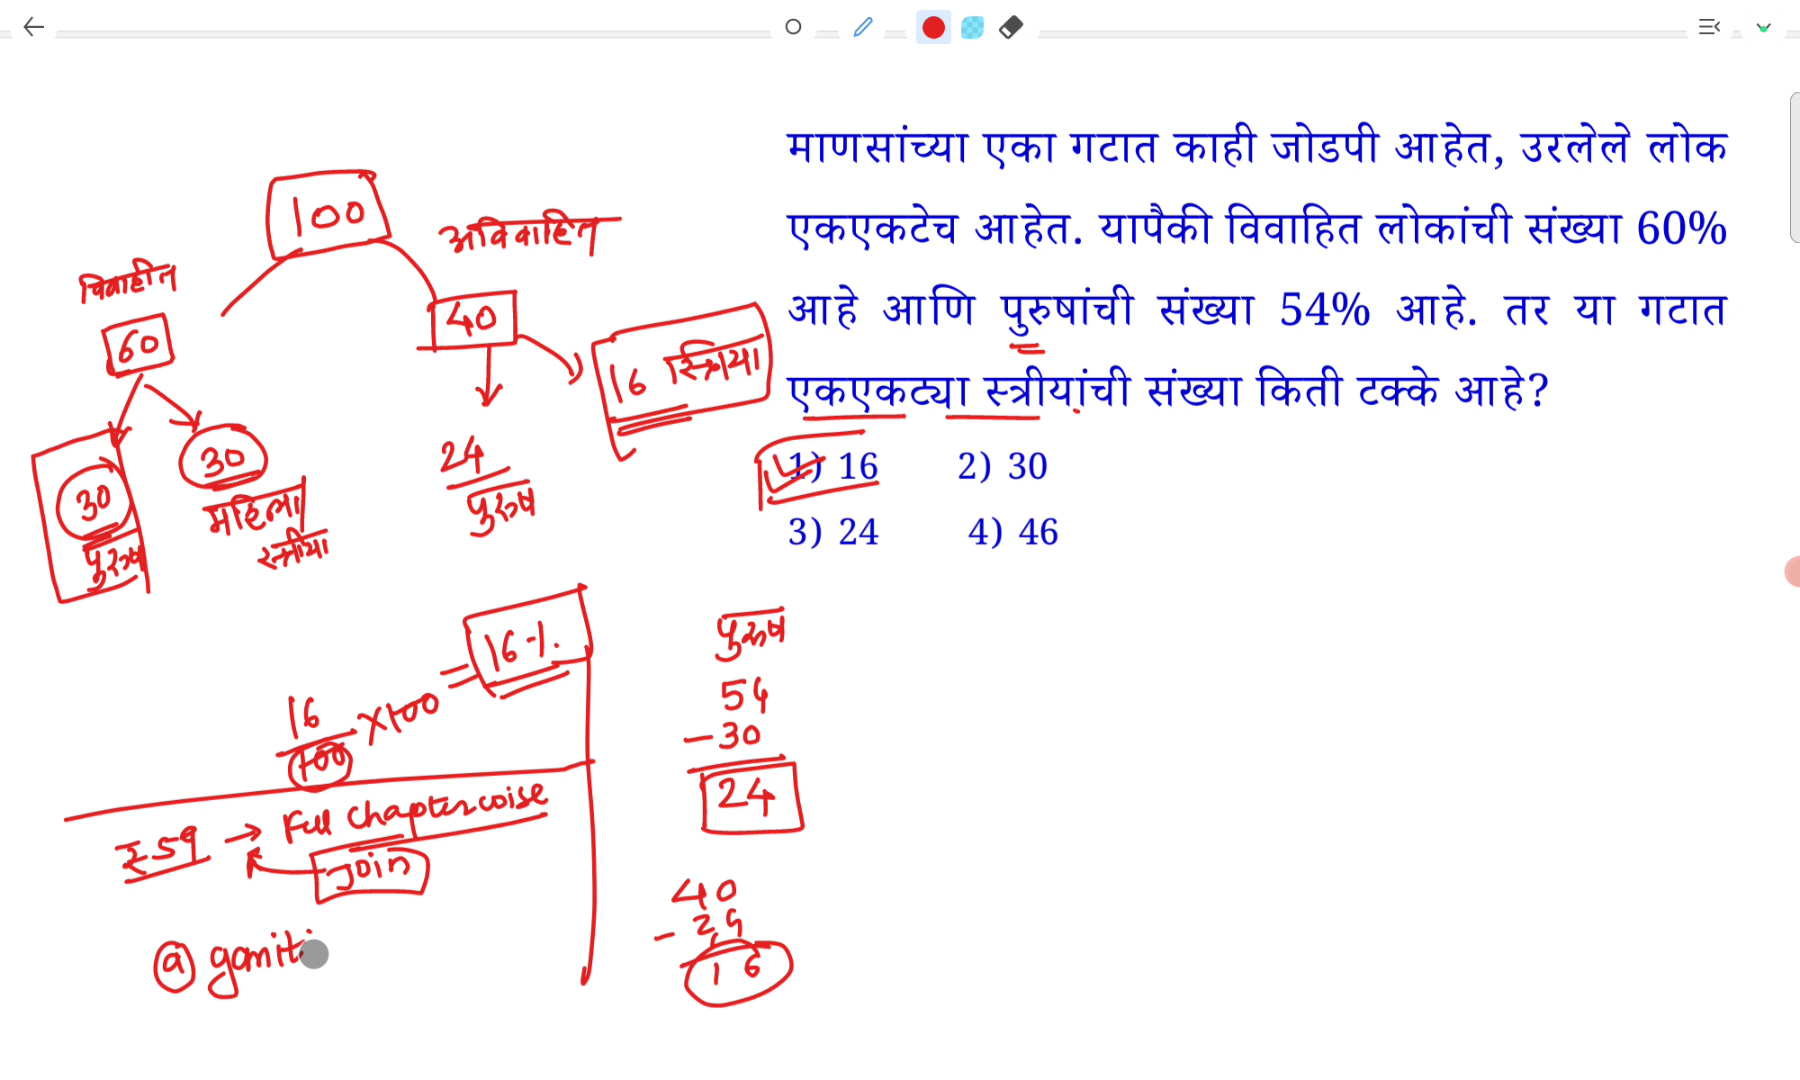 माणसांच्या एका गटात काही जोडपी आहेत, उरलेले लोक
एकएकटेच आहेत. यापैकी विवाहित लोकांची संख्या 60%
आहे आणि पुरुषांची संख्या 54% आहे. तर या गटात
एकएकट्या स्त्रीयांची संख्या किती टक्के आहे?
1) 16 2) 30
3) 24 4) 46
100
अविवाहित
विवाहीत
60
40
16 स्त्रिया
30
30
पुरुष
महिला
स्त्रीया
24
पुरुष
16/100 ×100 = 16%
पुरुष
54
- 30
24
40
- 24
16
₹59 → Full chapterwise
Join
@ ganit